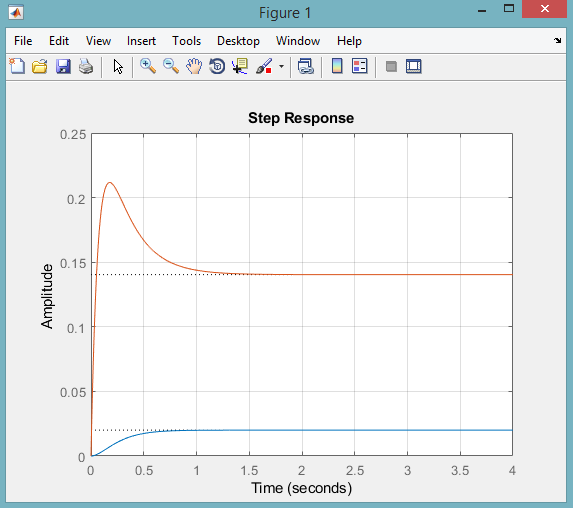 Figure 1
File Edit View Insert Tools Desktop Window Help
Step Response
Amplitude
0.25
0.2
0.15
0.1
0.05
0
0 0.5 1 1.5 2 2.5 3 3.5 4
Time (seconds)